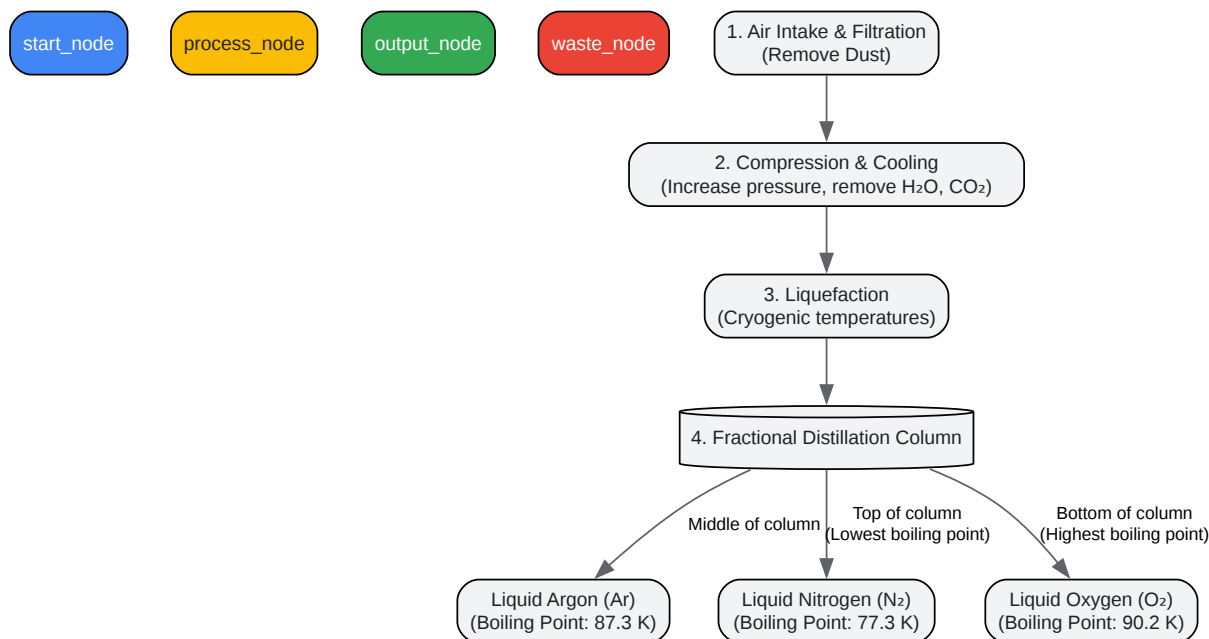 start_node
process_node
output_node
waste_node
1. Air Intake & Filtration
(Remove Dust)
2. Compression & Cooling
(Increase pressure, remove H₂O, CO₂)
3. Liquefaction
(Cryogenic temperatures)
4. Fractional Distillation Column
Middle of column
Top of column
(Lowest boiling point)
Bottom of column
(Highest boiling point)
Liquid Argon (Ar)
(Boiling Point: 87.3 K)
Liquid Nitrogen (N₂)
(Boiling Point: 77.3 K)
Liquid Oxygen (O₂)
(Boiling Point: 90.2 K)